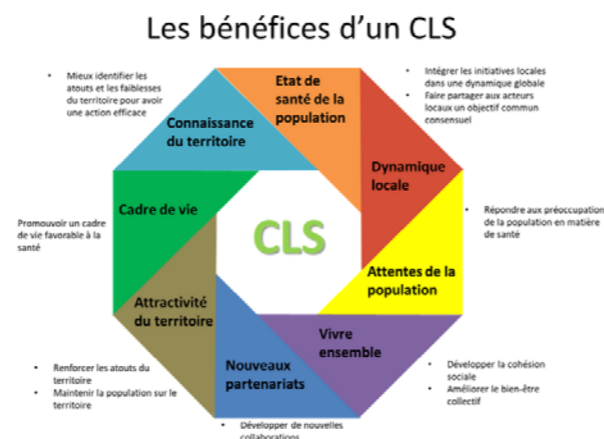 Les bénéfices d'un CLS
• Mieux identifier les
atouts et les faiblesses
du territoire pour avoir
une action efficace
Etat de
santé de la
population
• Intégrer les initiatives locales
dans une dynamique globale
• Faire partager aux acteurs
locaux un objectif commun
consensuel
Connaissance
du territoire
Dynamique
locale
Cadre de vie
Promouvoir un cadre
de vie favorable à la
santé
CLS
• Répondre aux préoccupation
de la population en matière
de santé
Attentes de la
population
Attractivité
du territoire
Vivre
ensemble
Nouveaux
partenariats
• Renforcer les atouts du
territoire
• Maintenir la population sur le
territoire
• Développer la cohésion
sociale
• Améliorer le bien-être
collectif
• Développer de nouvelles
collaborations